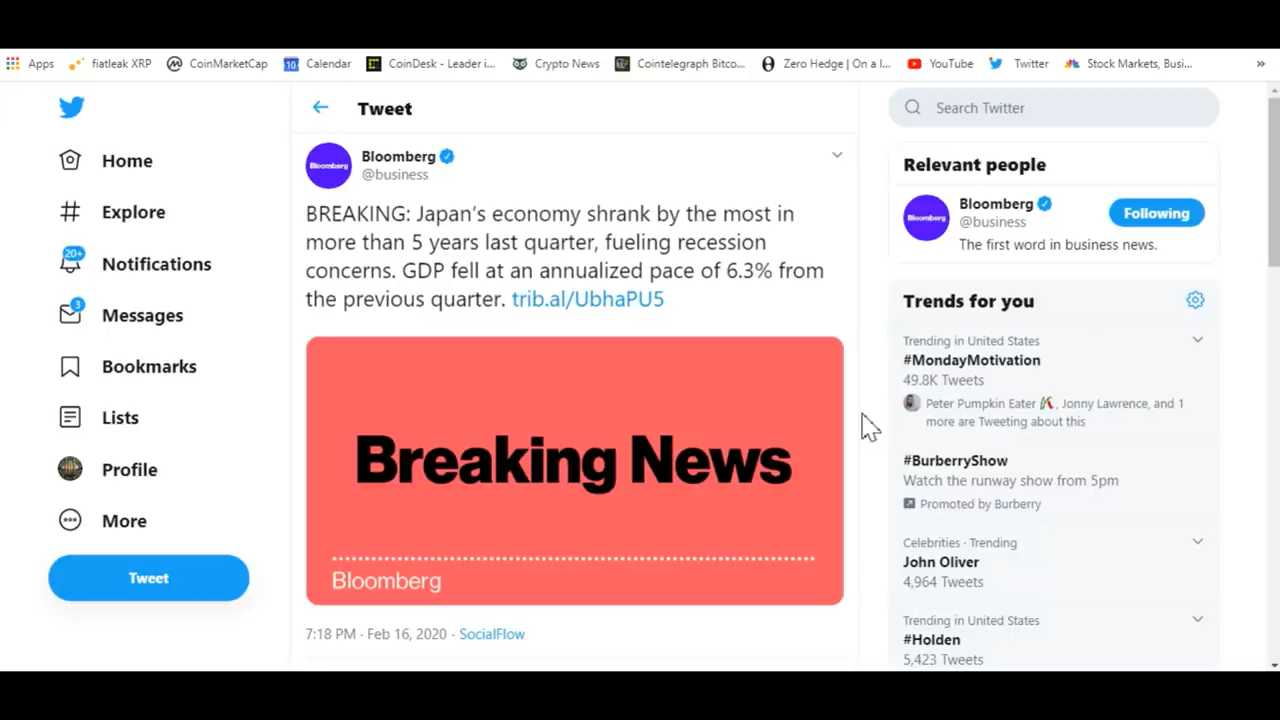 Apps fiatleak XRP CoinMarketCap 10 Calendar CoinDesk - Leader i... Crypto News Cointelegraph Bitco... Zero Hedge | On a l... YouTube Twitter Stock Markets, Busi... »
Home
Explore
20+
Notifications
3
Messages
Bookmarks
Lists
Profile
More
Tweet
Tweet
Bloomberg
Bloomberg
@business
BREAKING: Japan's economy shrank by the most in
more than 5 years last quarter, fueling recession
concerns. GDP fell at an annualized pace of 6.3% from
the previous quarter. trib.al/UbhaPU5
Breaking News
Bloomberg
7:18 PM · Feb 16, 2020 · SocialFlow
Search Twitter
Relevant people
Bloomberg
Bloomberg
@business
Following
The first word in business news.
Trends for you
Trending in United States
#MondayMotivation
49.8K Tweets
Peter Pumpkin Eater, Jonny Lawrence, and 1
more are Tweeting about this
#BurberryShow
Watch the runway show from 5pm
Promoted by Burberry
Celebrities · Trending
John Oliver
4,964 Tweets
Trending in United States
#Holden
5,423 Tweets